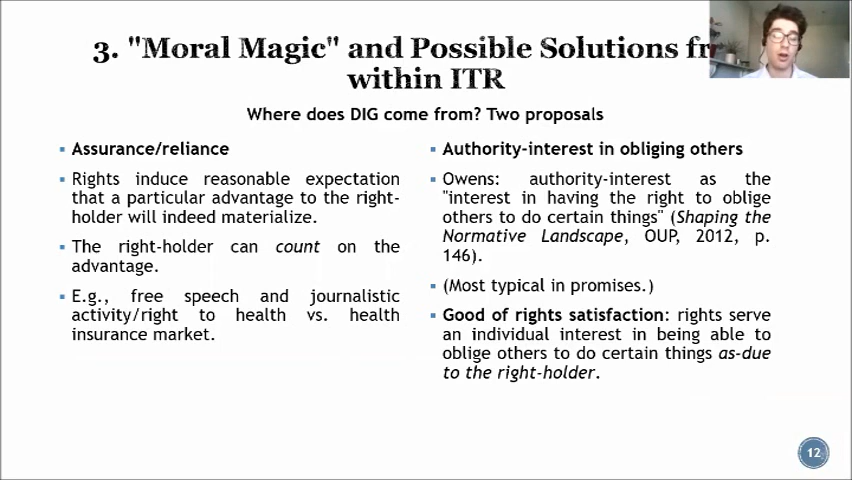 3. "Moral Magic" and Possible Solutions
within ITR
Where does DIG come from? Two proposals
▪ Assurance/reliance
▪ Rights induce reasonable expectation
that a particular advantage to the right-
holder will indeed materialize.
▪ The right-holder can count on the
advantage.
▪ E.g., free speech and journalistic
activity/right to health vs. health
insurance market.
▪ Authority-interest in obliging others
▪ Owens: authority-interest as the
"interest in having the right to oblige
others to do certain things" (Shaping the
Normative Landscape, OUP, 2012, p.
146).
▪ (Most typical in promises.)
▪ Good of rights satisfaction: rights serve
an individual interest in being able to
oblige others to do certain things as-due
to the right-holder.
12